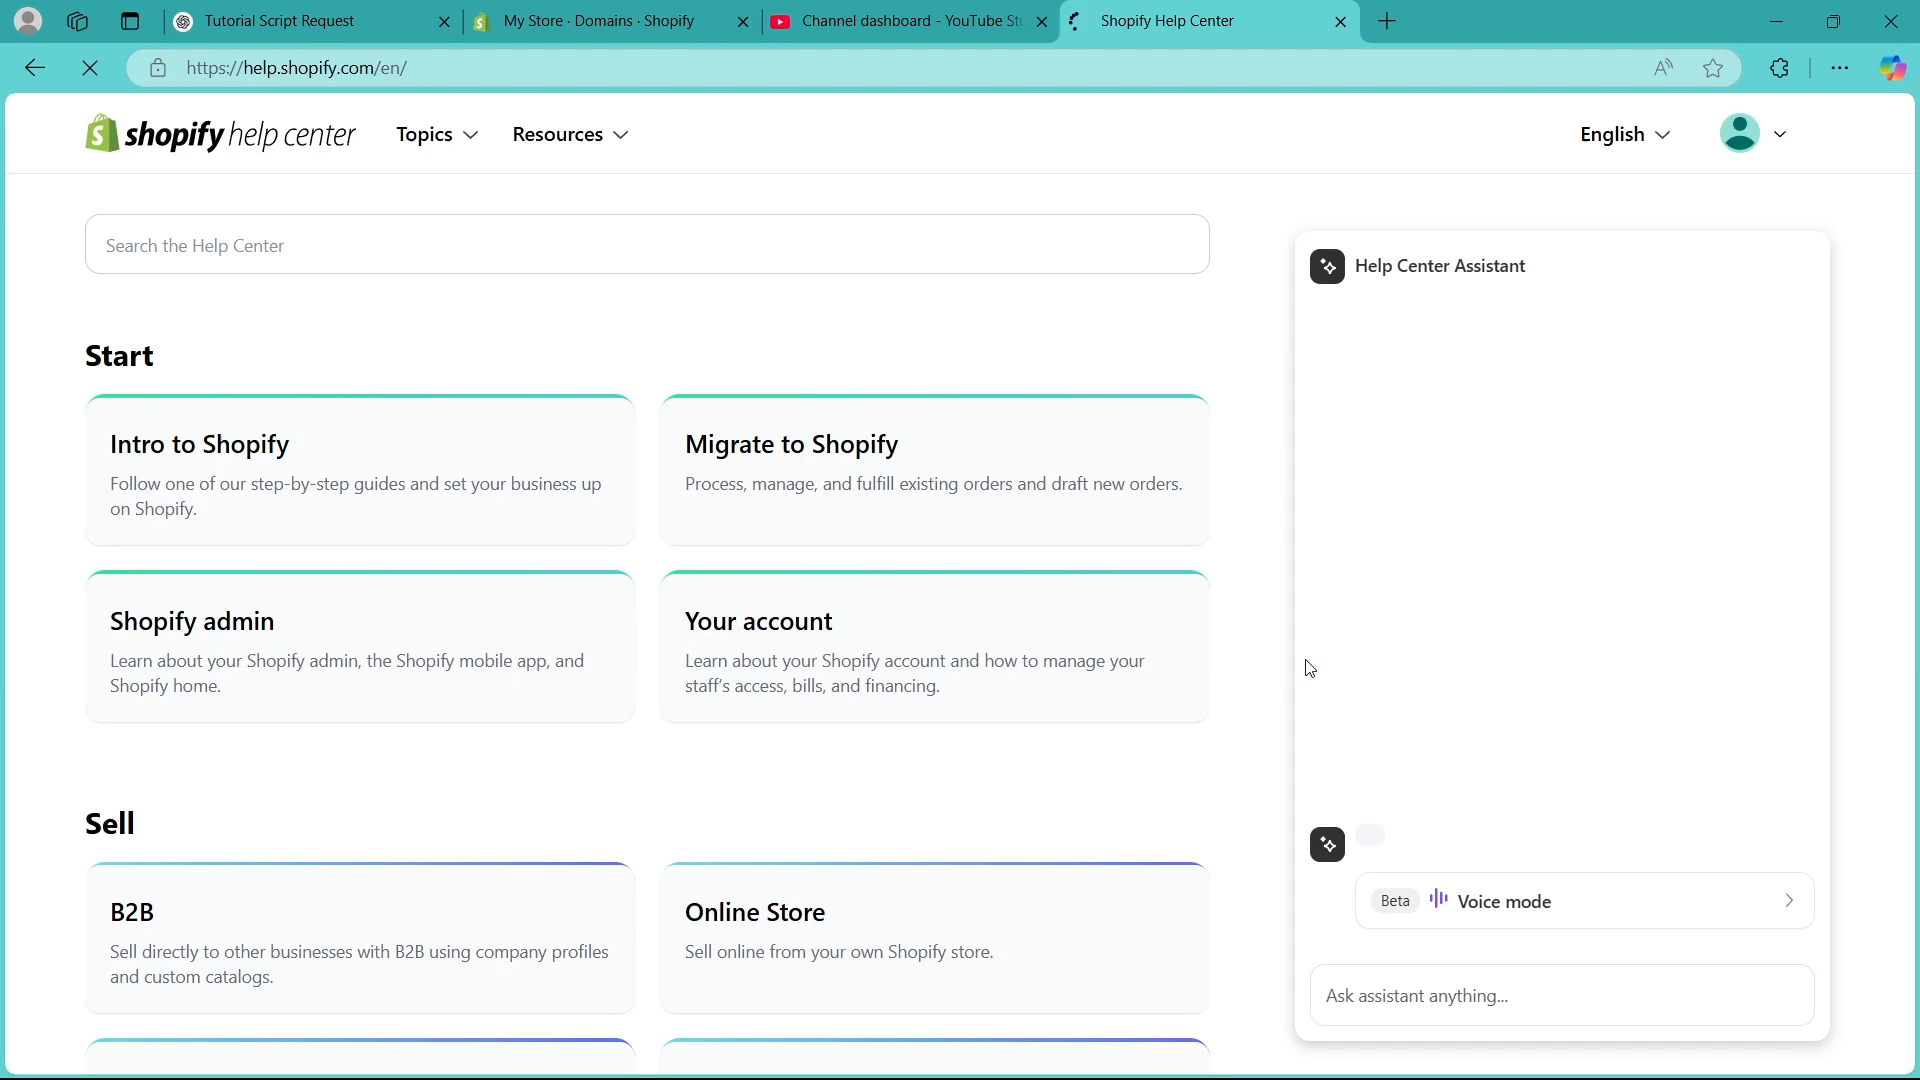 Tutorial Script Request
My Store · Domains · Shopify
Channel dashboard - YouTube Stu
Shopify Help Center
https://help.shopify.com/en/
shopify help center
Topics
Resources
English
Search the Help Center
Help Center Assistant
Start
Intro to Shopify
Follow one of our step-by-step guides and set your business up
on Shopify.
Migrate to Shopify
Process, manage, and fulfill existing orders and draft new orders.
Shopify admin
Learn about your Shopify admin, the Shopify mobile app, and
Shopify home.
Your account
Learn about your Shopify account and how to manage your
staff's access, bills, and financing.
Sell
B2B
Sell directly to other businesses with B2B using company profiles
and custom catalogs.
Online Store
Sell online from your own Shopify store.
Beta
Voice mode
Ask assistant anything...